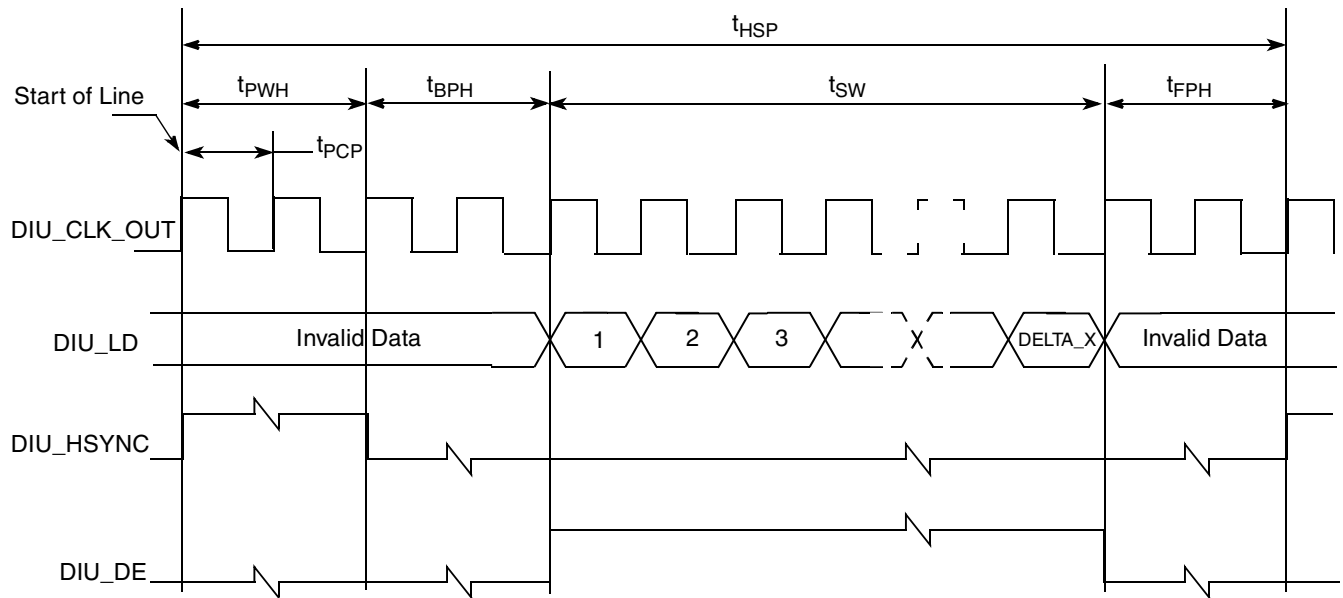 tHSP
Start of Line
tPWH
tBPH
tSW
tFPH
tPCP
DIU_CLK_OUT
DIU_LD
Invalid Data
1
2
3
X
DELTA_X
Invalid Data
DIU_HSYNC
DIU_DE